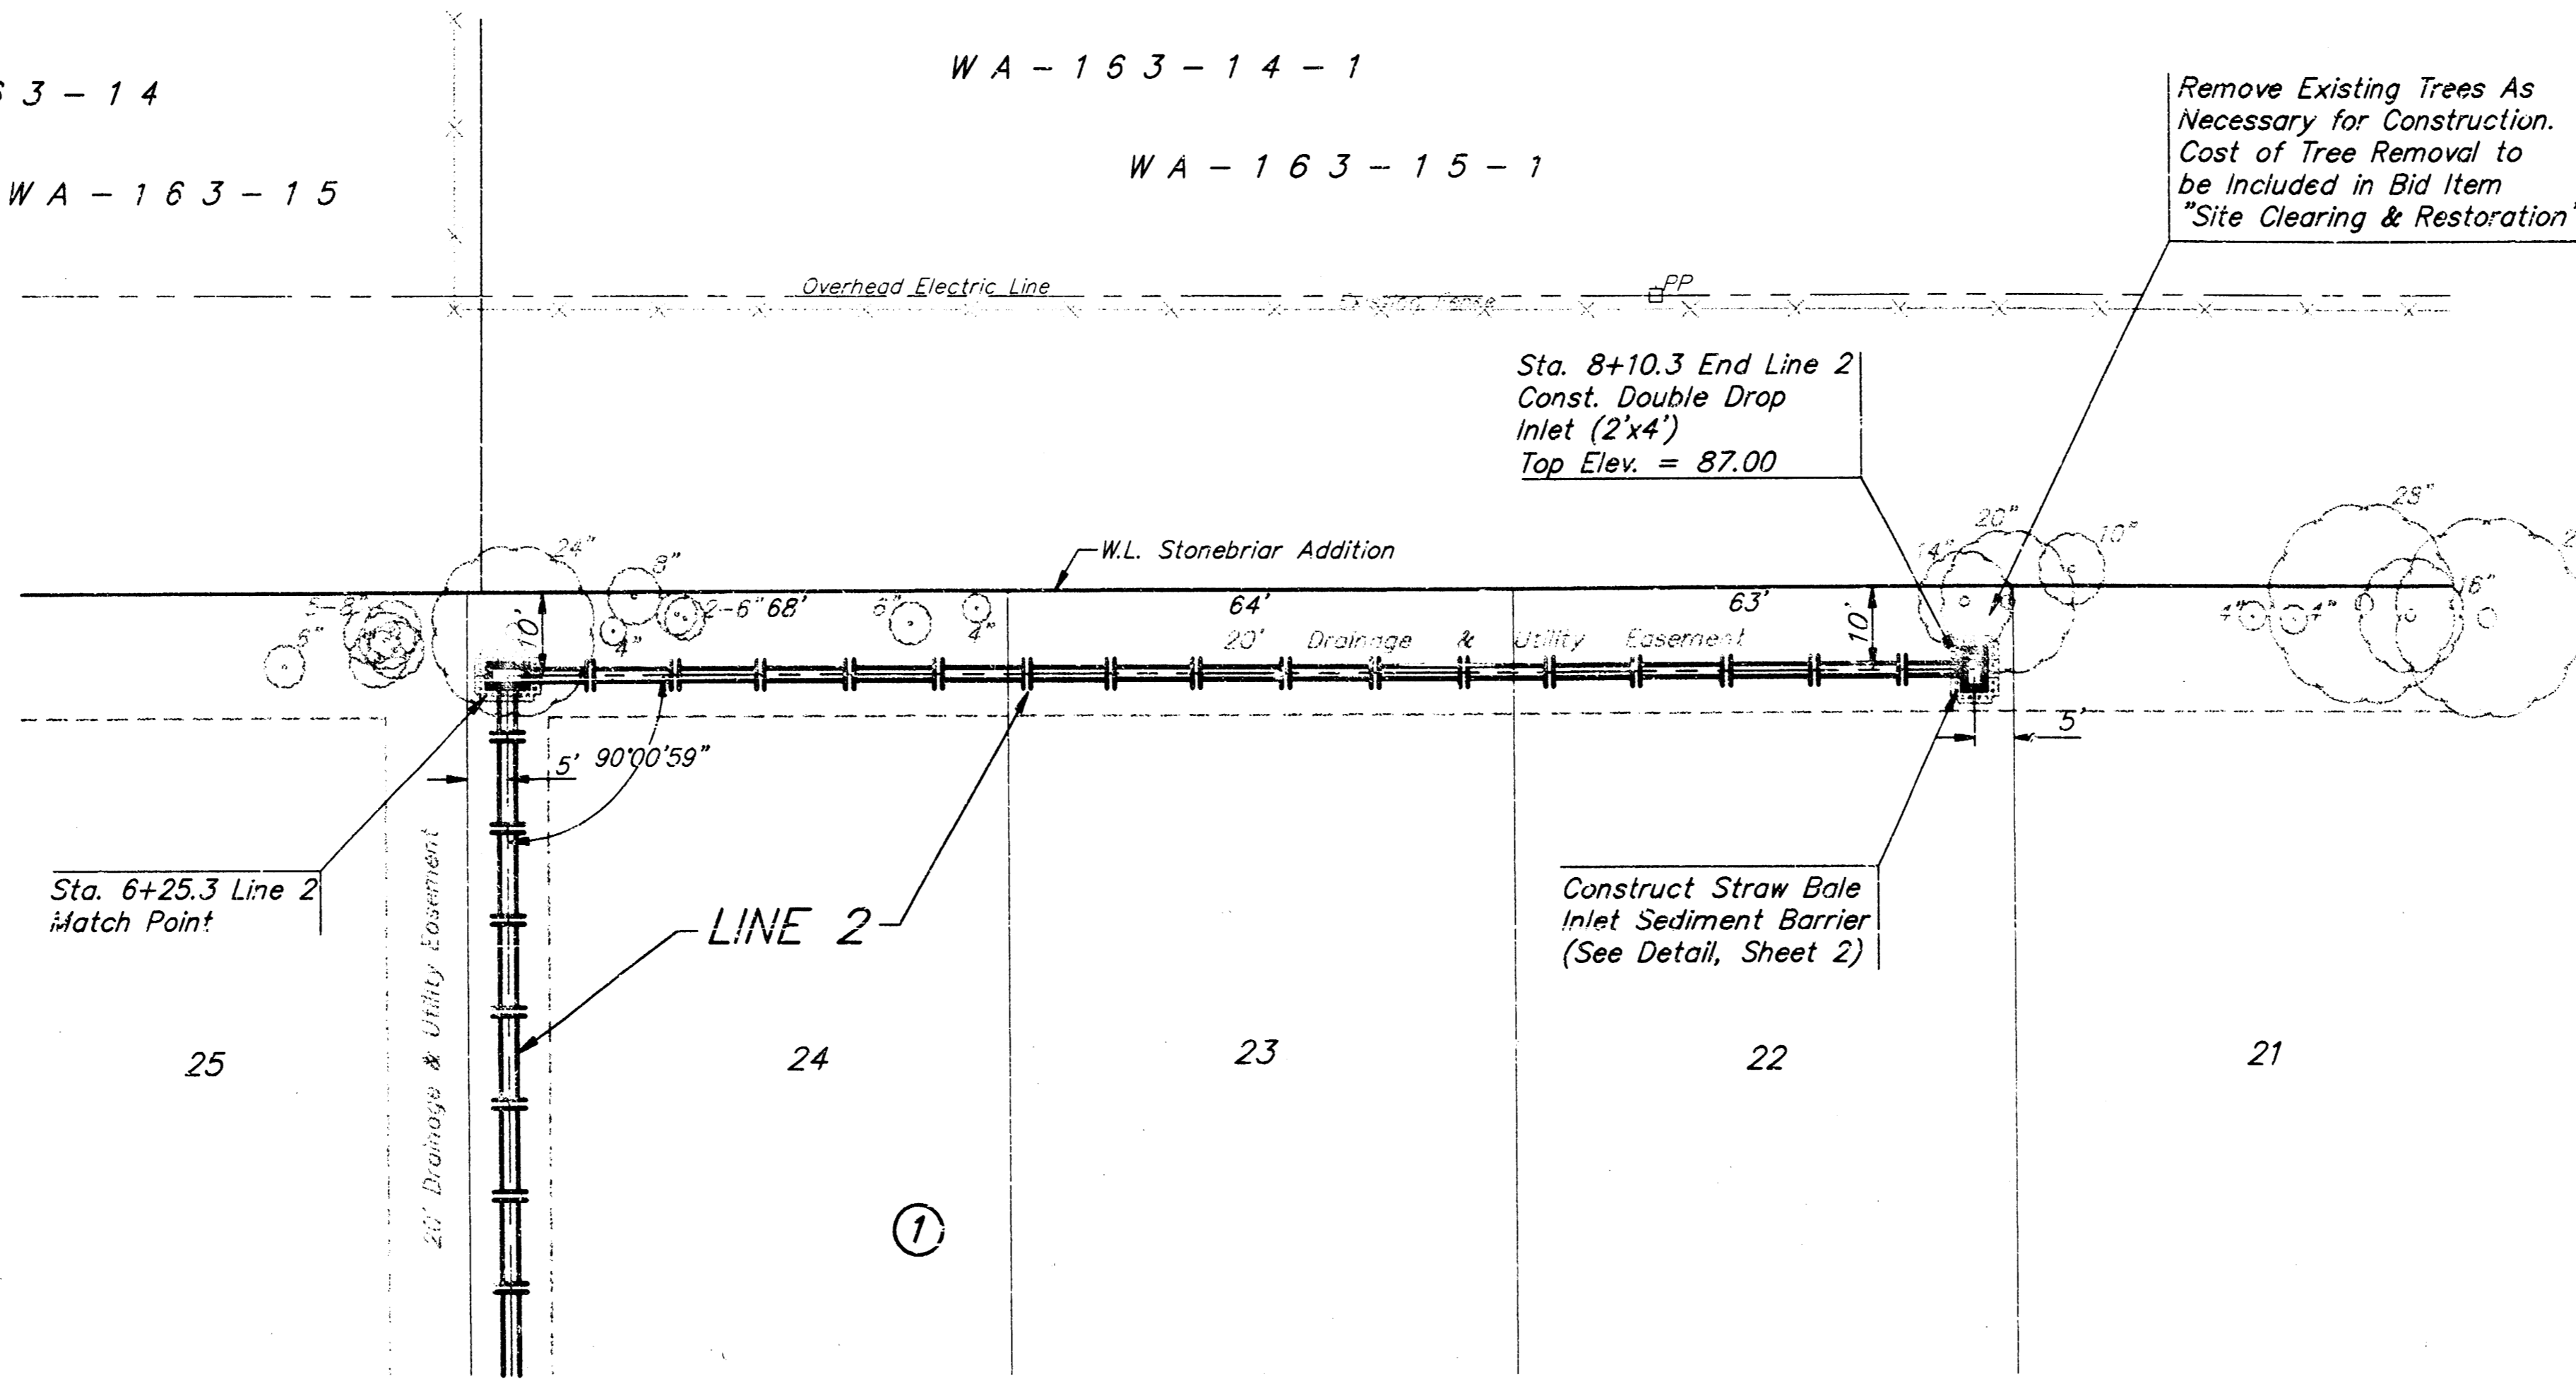 W A - 1 6 3 - 1 4 - 1
3 - 1 4
W A - 1 6 3 - 1 5 - 1
W A - 1 6 3 - 1 5
Remove Existing Trees As
Necessary for Construction.
Cost of Tree Removal to
be Included in Bid Item
"Site Clearing & Restoration"
Overhead Electric Line
Fence
PP
Sta. 8+10.3 End Line 2
Const. Double Drop
Inlet (2'x4')
Top Elev. = 87.00
W.L. Stonebriar Addition
24"
8"
2-6"
68'
6"
4"
4"
10'
64'
63'
10'
14"
20"
10"
28"
16"
4"
4"
20' Drainage & Utility Easement
5'
90°00'59"
5'
Sta. 6+25.3 Line 2
Match Point
20' Drainage & Utility Easement
LINE 2
Construct Straw Bale
Inlet Sediment Barrier
(See Detail, Sheet 2)
25
24
23
22
21
1